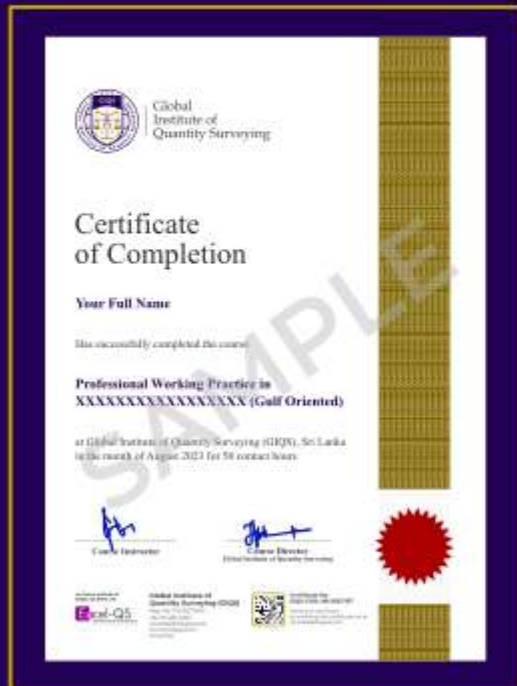 Global
Institute of
Quantity Surveying
Certificate
of Completion
Your Full Name
Has successfully completed the course
Professional Working Practice in
XXXXXXXXXXXXXXXXX (Gulf Oriented)
at Global Institute of Quantity Surveying (GIQS), Sri Lanka
in the month of August 2023 for 50 contact hours
SAMPLE
Course Instructor
Course Director
Global Institute of Quantity Surveying
Excel-QS
Global Institute of
Quantity Surveying (GIQS)